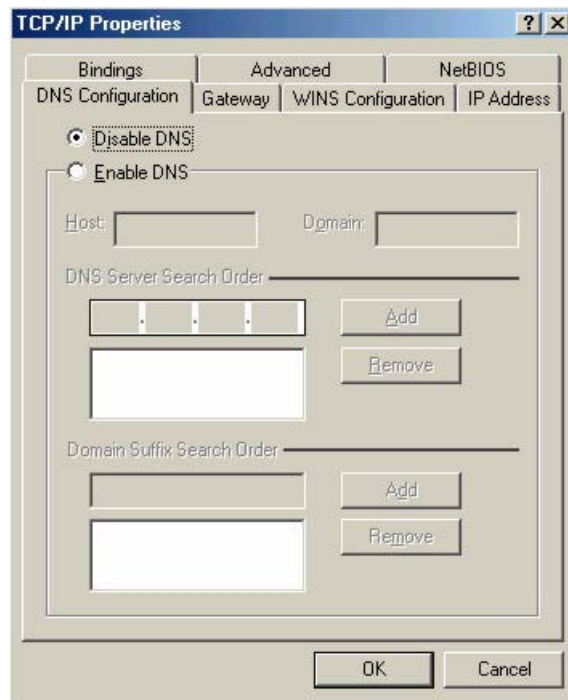 TCP/IP Properties
Bindings Advanced NetBIOS
DNS Configuration Gateway WINS Configuration IP Address
Disable DNS
Enable DNS
Host: Domain:
DNS Server Search Order
. . .
Add
Remove
Domain Suffix Search Order
Add
Remove
OK Cancel